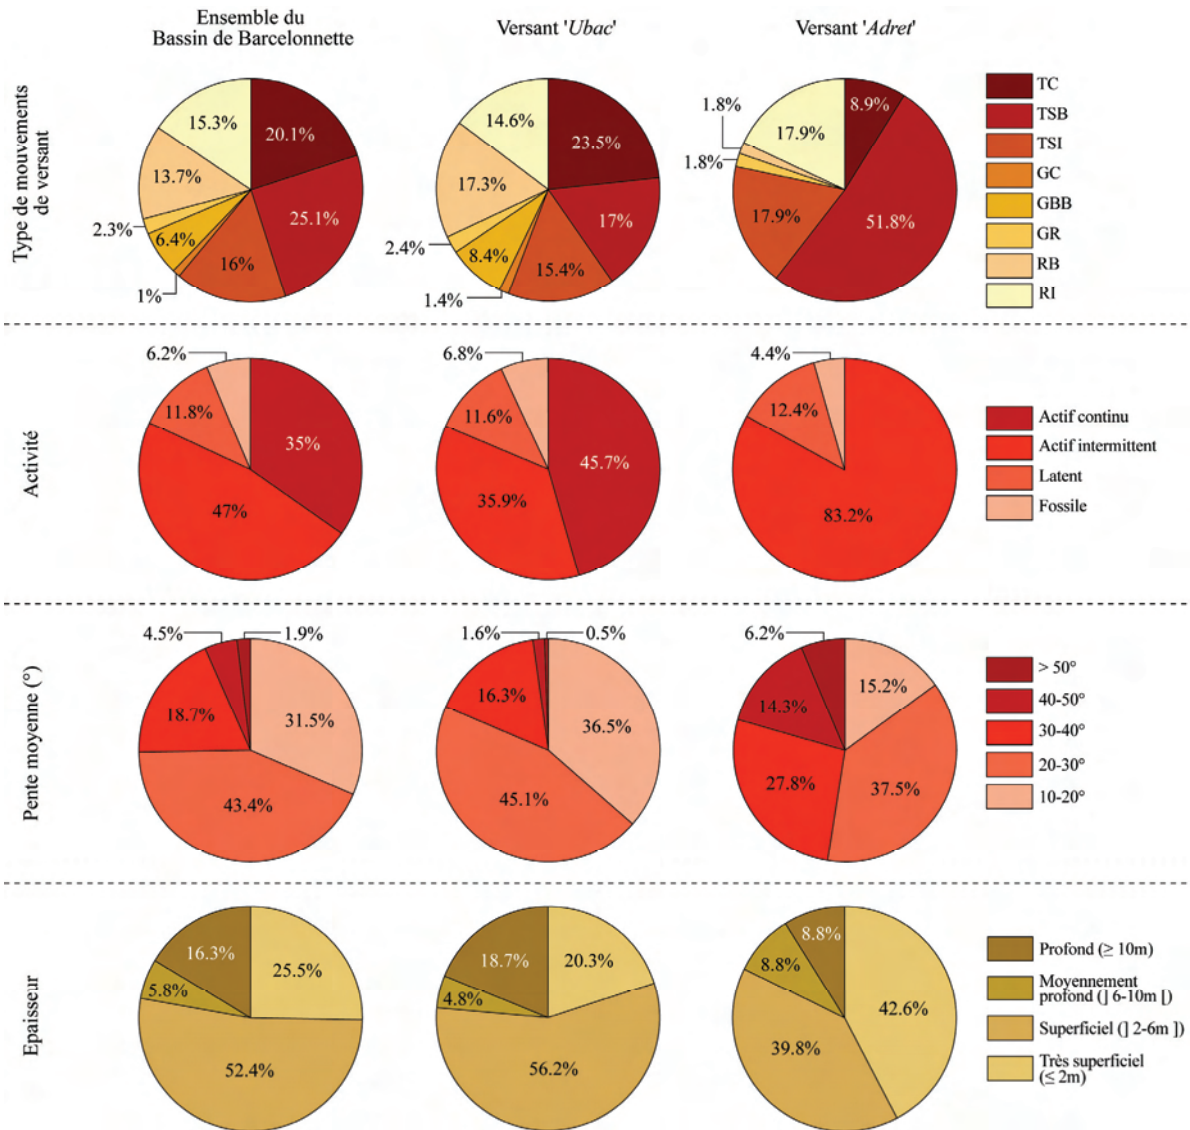 Ensemble du
Bassin de Barcelonnette
Versant 'Ubac'
Versant 'Adret'
Type de mouvements
de versant
15.3%
20.1%
13.7%
25.1%
2.3%
6.4%
16%
1%
14.6%
23.5%
17.3%
17%
2.4%
8.4%
15.4%
1.4%
1.8%
8.9%
17.9%
1.8%
17.9%
51.8%
TC
TSB
TSI
GC
GBB
GR
RB
RI
Activité
6.2%
11.8%
35%
47%
6.8%
11.6%
45.7%
35.9%
4.4%
12.4%
83.2%
Actif continu
Actif intermittent
Latent
Fossile
Pente moyenne (°)
4.5%
1.9%
18.7%
31.5%
43.4%
1.6%
0.5%
16.3%
36.5%
45.1%
6.2%
15.2%
14.3%
27.8%
37.5%
> 50°
40-50°
30-40°
20-30°
10-20°
Epaisseur
16.3%
25.5%
5.8%
52.4%
18.7%
20.3%
4.8%
56.2%
8.8%
8.8%
42.6%
39.8%
Profond (≥ 10m)
Moyennement
profond (] 6-10m [)
Superficiel (] 2-6m ])
Très superficiel
(≤ 2m)